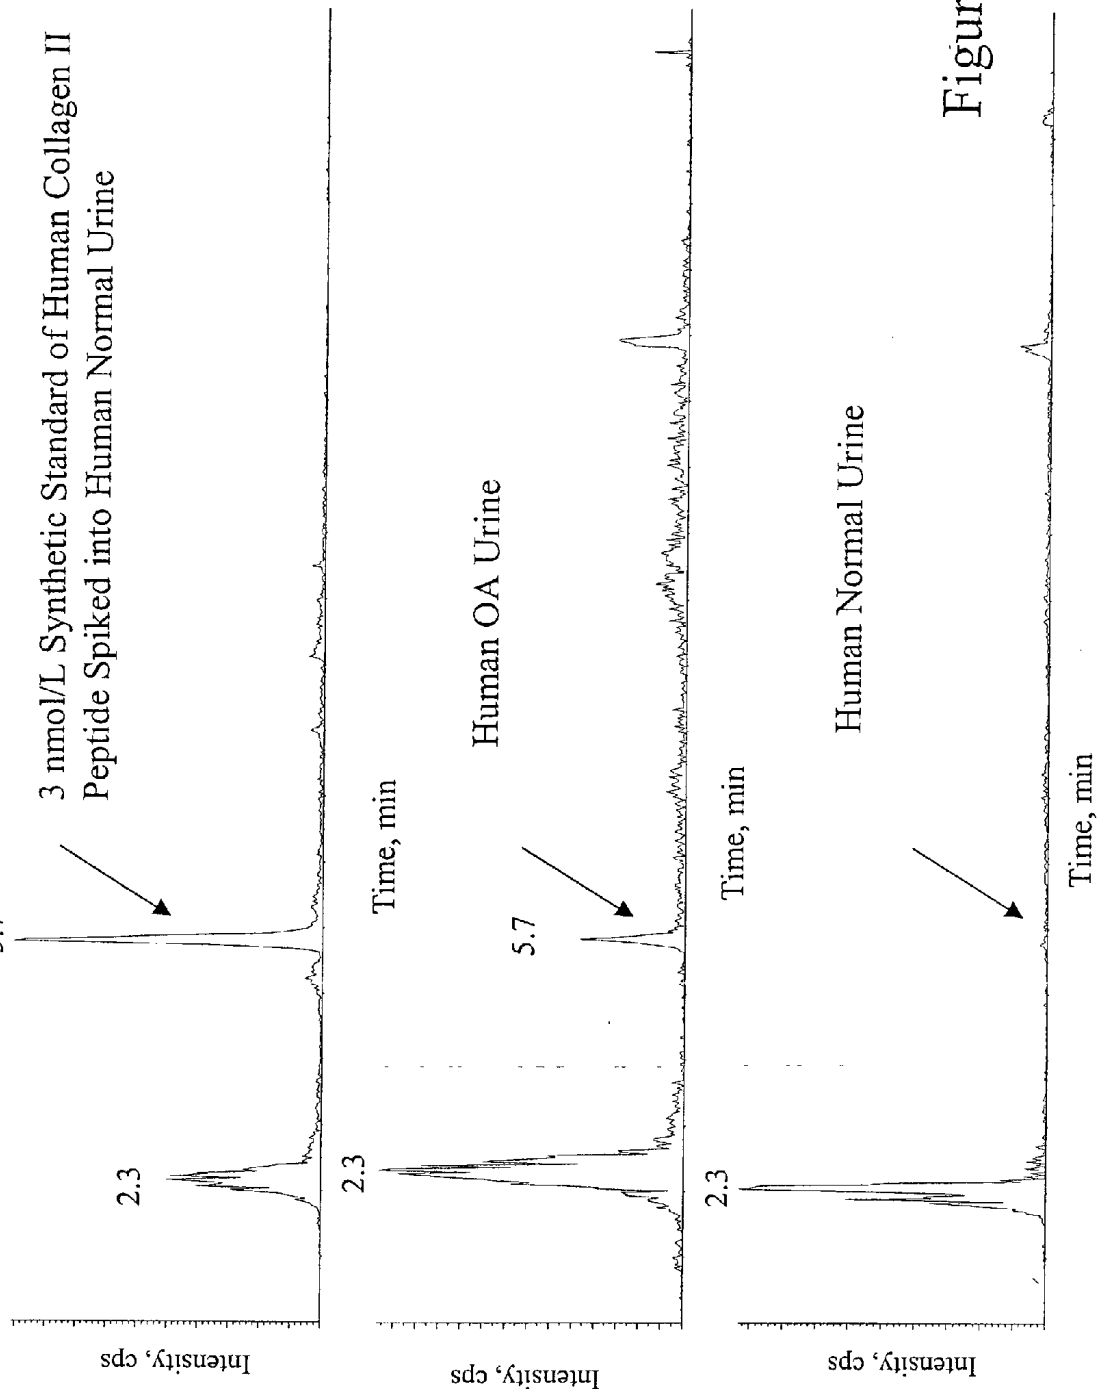 3 nmol/L Synthetic Standard of Human Collagen II
Peptide Spiked into Human Normal Urine
2.3
Intensity, cps
Time, min
Human OA Urine
5.7
2.3
Intensity, cps
Time, min
Human Normal Urine
2.3
Intensity, cps
Time, min